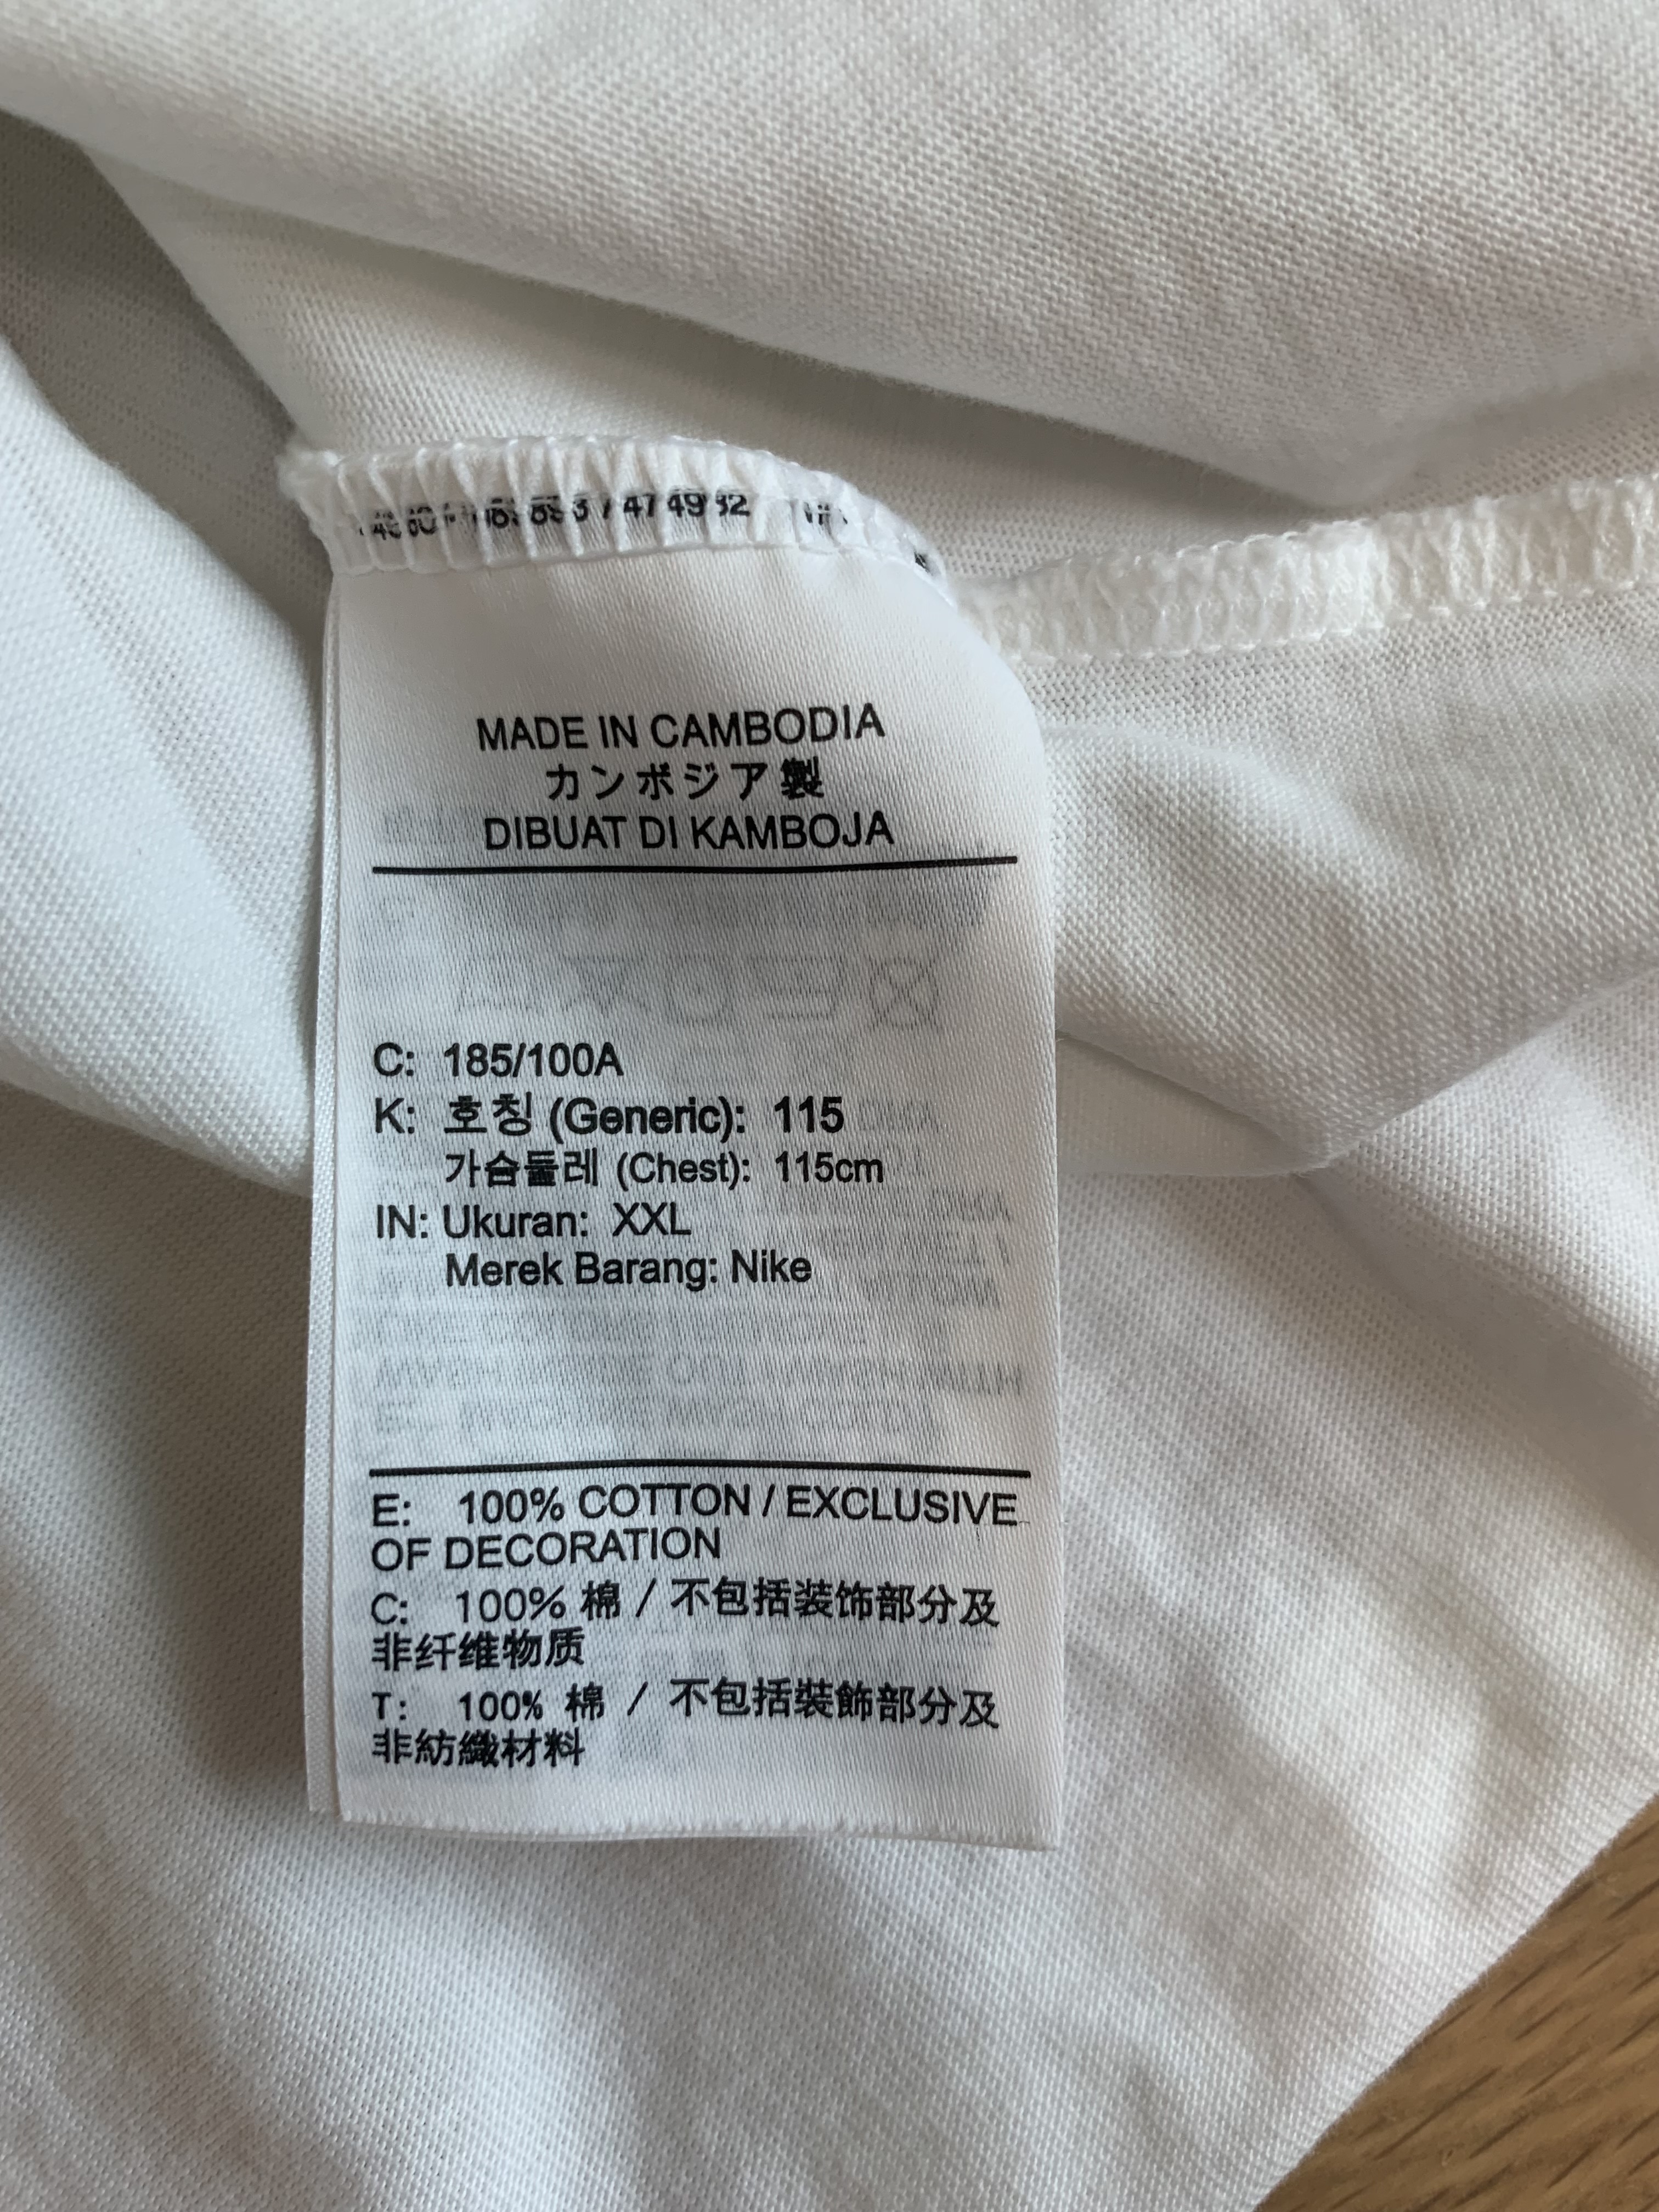 MADE IN CAMBODIA
カンボジア製
DIBUAT DI KAMBOJA
C: 185/100A
K: 호칭 (Generic): 115
가슴둘레 (Chest): 115cm
IN: Ukuran: XXL
Merek Barang: Nike
E: 100% COTTON / EXCLUSIVE
OF DECORATION
C: 100% 棉 / 不包括装饰部分及
非纤维物质
T: 100% 棉 / 不包括裝飾部分及
非紡織材料